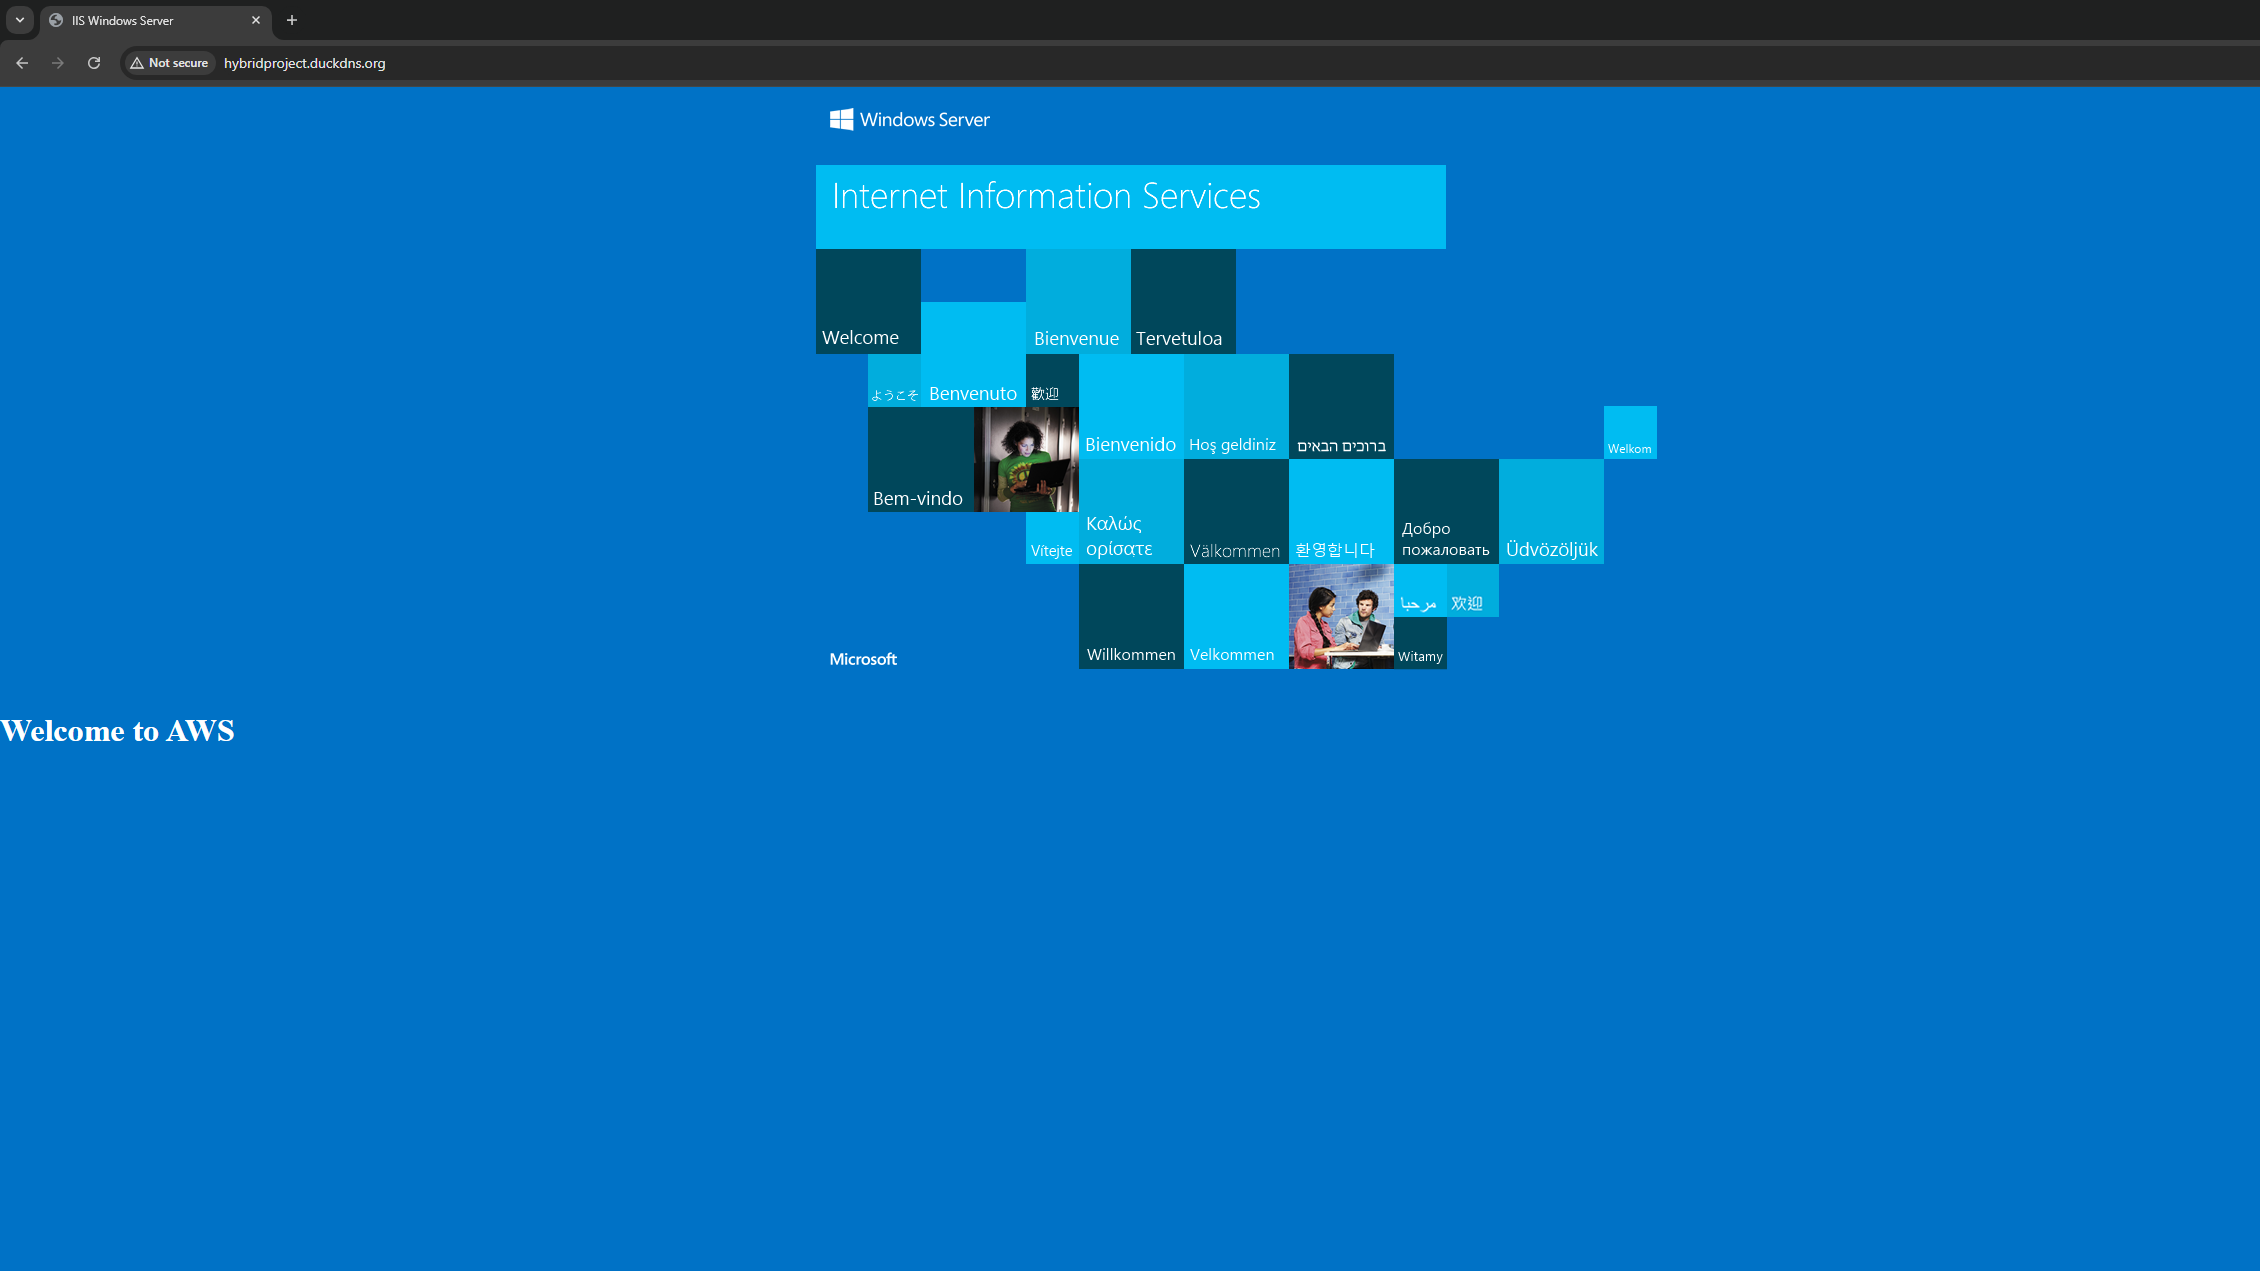 IIS Windows Server
Not secure
hybridproject.duckdns.org
Windows Server
Internet Information Services
Welcome
Bienvenue
Tervetuloa
ようこそ
Benvenuto
歡迎
Bienvenido
Hoş geldiniz
ברוכים הבאים
Welkom
Bem-vindo
Καλώς
ορίσατε
Vítejte
Välkommen
환영합니다
Добро
пожаловать
Üdvözöljük
مرحبا
欢迎
Microsoft
Willkommen
Velkommen
Witamy
Welcome to AWS